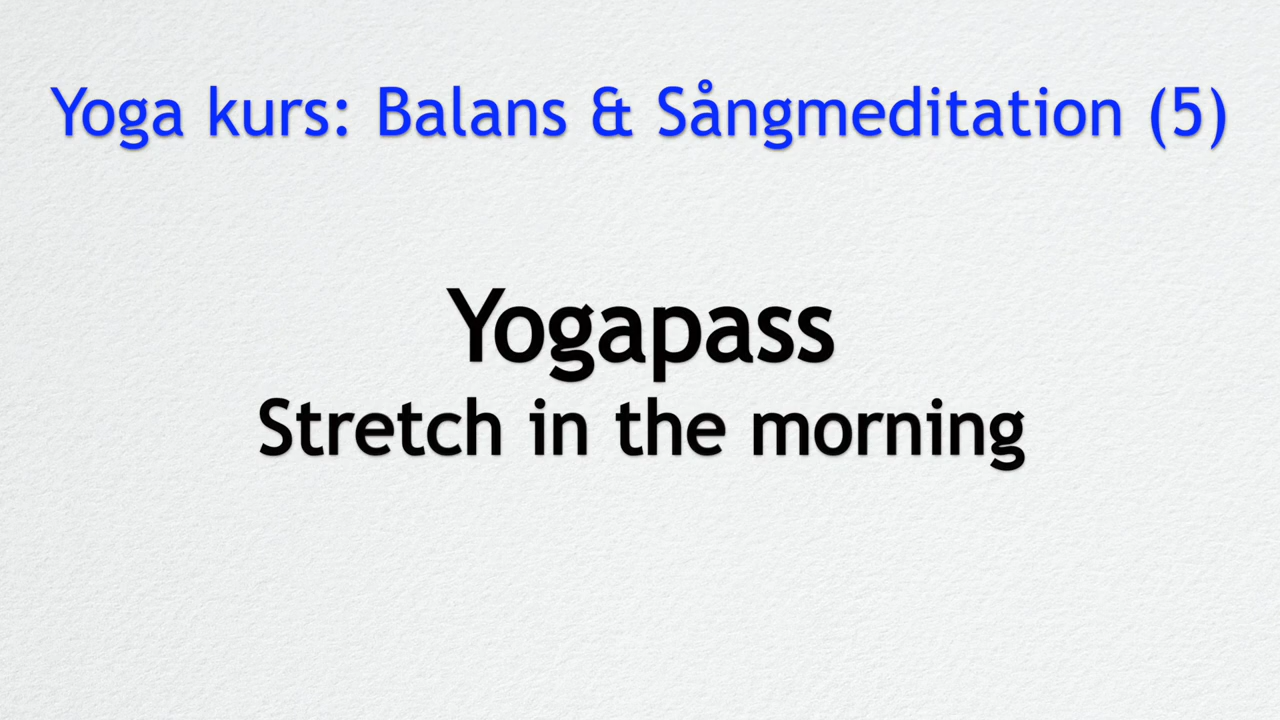 Yoga kurs: Balans & Sångmeditation (5)
Yogapass
Stretch in the morning